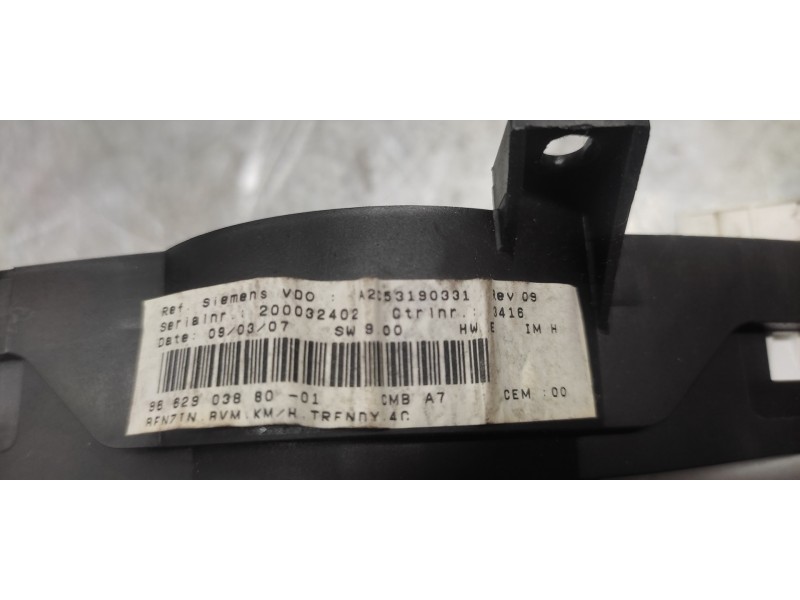 Ref. Siemens VDO : A2C53190331 Rev 09
Serialnr.: 200032402 Ctrlnr.: 3416
Date: 09/03/07 SW 9.00 HW E IM H
96 629 038 80 -01 CMB A7 CEM :00
BENZIN.BVM.KM/H.TRENDY.4C